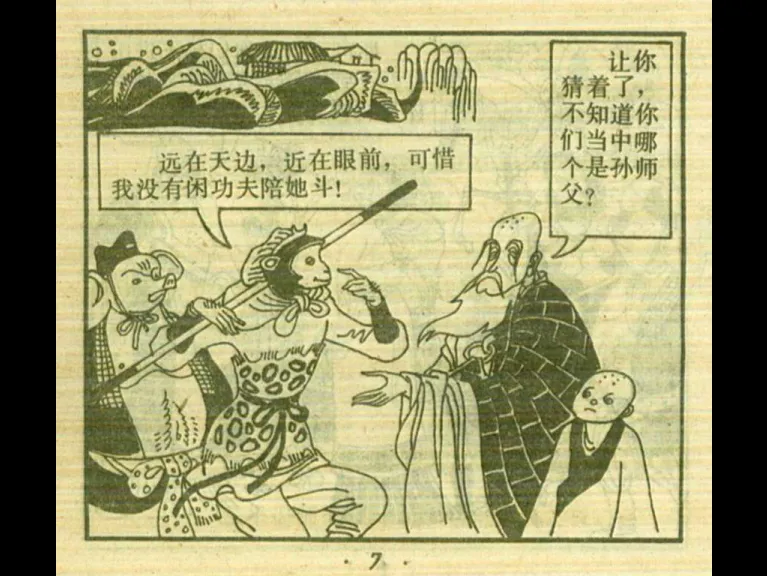 让你
猜着了，
不知道你
们当中哪
个是孙师
父？
远在天边，近在眼前，可惜
我没有闲功夫陪她斗！
· 7 ·